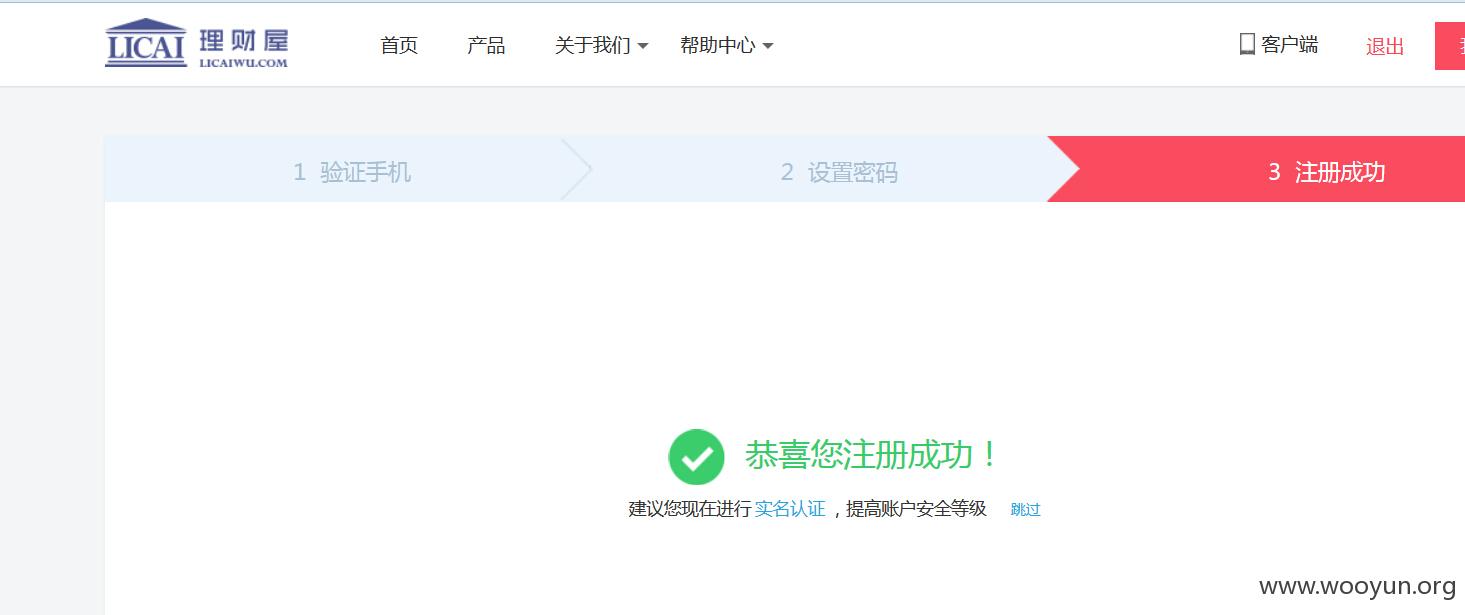 LICAI 理财屋
LICAIWU.COM
首页 产品 关于我们 帮助中心 客户端 退出
1 验证手机 2 设置密码 3 注册成功
恭喜您注册成功！
建议您现在进行实名认证，提高账户安全等级 跳过
www.wooyun.org